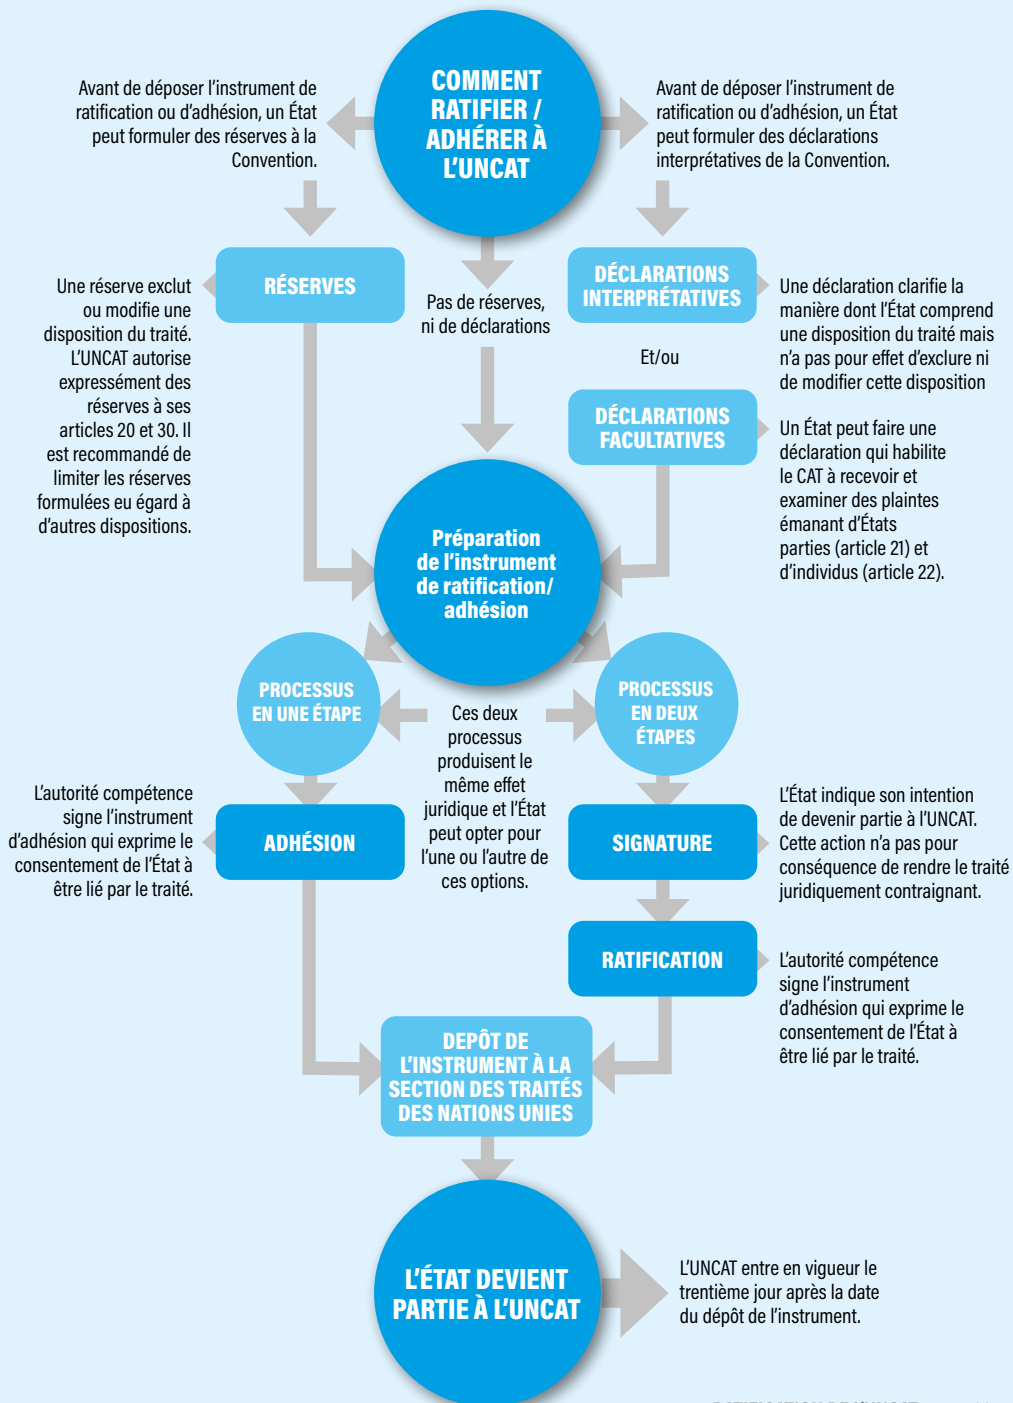 COMMENT
RATIFIER /
ADHÉRER À
L'UNCAT
Avant de déposer l'instrument de
ratification ou d'adhésion, un État
peut formuler des réserves à la
Convention.
Avant de déposer l'instrument de
ratification ou d'adhésion, un État
peut formuler des déclarations
interprétatives de la Convention.
RÉSERVES
Une réserve exclut
ou modifie une
disposition du traité.
L'UNCAT autorise
expressément des
réserves à ses
articles 20 et 30. Il
est recommandé de
limiter les réserves
formulées eu égard à
d'autres dispositions.
Pas de réserves,
ni de déclarations
DÉCLARATIONS
INTERPRÉTATIVES
Une déclaration clarifie la
manière dont l'État comprend
une disposition du traité mais
n'a pas pour effet d'exclure ni
de modifier cette disposition
Et/ou
DÉCLARATIONS
FACULTATIVES
Un État peut faire une
déclaration qui habilite
le CAT à recevoir et
examiner des plaintes
émanant d'États
parties (article 21) et
d'individus (article 22).
Préparation
de l'instrument
de ratification/
adhésion
PROCESSUS
EN UNE ÉTAPE
Ces deux
processus
produisent le
même effet
juridique et l'État
peut opter pour
l'une ou l'autre de
ces options.
PROCESSUS
EN DEUX
ÉTAPES
L'autorité compétence
signe l'instrument
d'adhésion qui exprime le
consentement de l'État à
être lié par le traité.
ADHÉSION
SIGNATURE
L'État indique son intention
de devenir partie à l'UNCAT.
Cette action n'a pas pour
conséquence de rendre le traité
juridiquement contraignant.
RATIFICATION
L'autorité compétence
signe l'instrument
d'adhésion qui exprime le
consentement de l'État à
être lié par le traité.
DEPÔT DE
L'INSTRUMENT À LA
SECTION DES TRAITÉS
DES NATIONS UNIES
L'ÉTAT DEVIENT
PARTIE À L'UNCAT
L'UNCAT entre en vigueur le
trentième jour après la date
du dépôt de l'instrument.